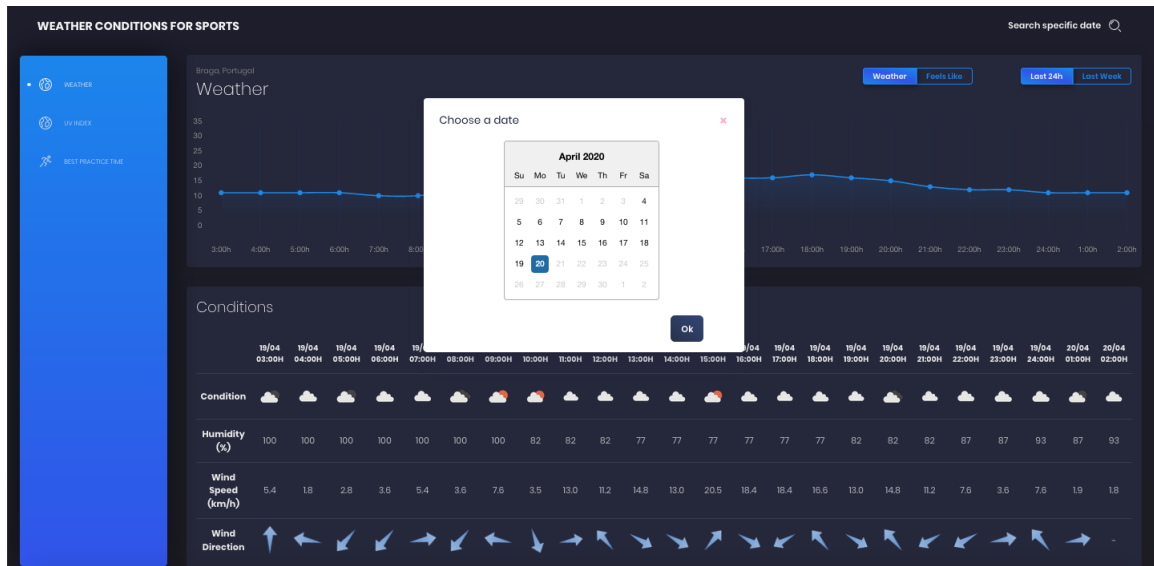 WEATHER CONDITIONS FOR SPORTS
Search specific date
WEATHER
UV INDEX
BEST PRACTICE TIME
Braga, Portugal
Weather
Weather Feels Like
Last 24h Last Week
35
30
25
20
15
10
5
0
3:00h 4:00h 5:00h 6:00h 7:00h 8:00 17:00h 18:00h 19:00h 20:00h 21:00h 22:00h 23:00h 24:00h 1:00h 2:00h
Choose a date
April 2020
Su Mo Tu We Th Fr Sa
29 30 31 1 2 3 4
5 6 7 8 9 10 11
12 13 14 15 16 17 18
19 20 21 22 23 24 25
26 27 28 29 30 1 2
Ok
Conditions
19/04 19/04 19/04 19/04 19/ /04 19/04 19/04 19/04 19/04 19/04 19/04 19/04 19/04 20/04 20/04
03:00H 04:00H 05:00H 06:00H 07:00H 08:00H 09:00H 10:00H 11:00H 12:00H 13:00H 14:00H 15:00H 16:00H 17:00H 18:00H 19:00H 20:00H 21:00H 22:00H 23:00H 24:00H 01:00H 02:00H
Condition
Humidity
(%)
100 100 100 100 100 100 100 82 82 82 77 77 77 77 77 77 82 82 82 87 87 93 87 93
Wind
Speed
(km/h)
5.4 1.8 2.8 3.6 5.4 3.6 7.6 3.5 13.0 11.2 14.8 13.0 20.5 18.4 18.4 16.6 13.0 14.8 11.2 7.6 3.6 7.6 1.9 1.8
Wind
Direction
-